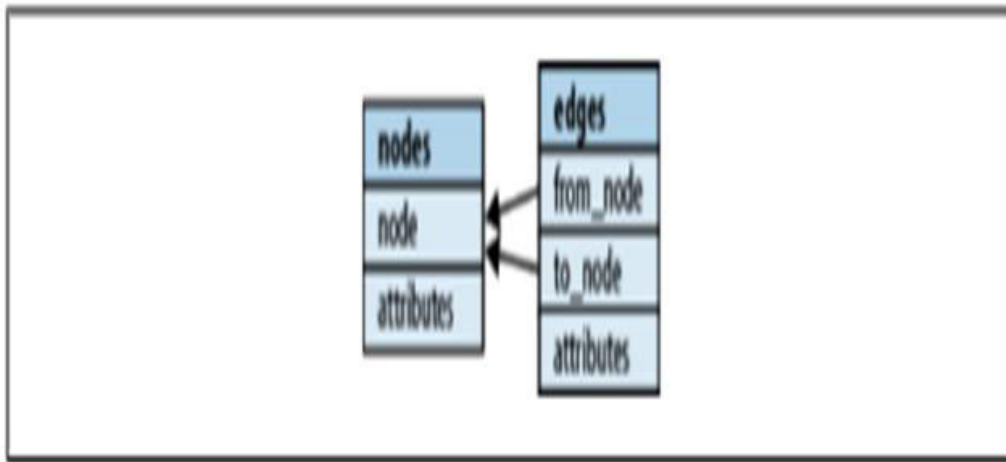 nodes
node
attributes
edges
from_node
to_node
attributes